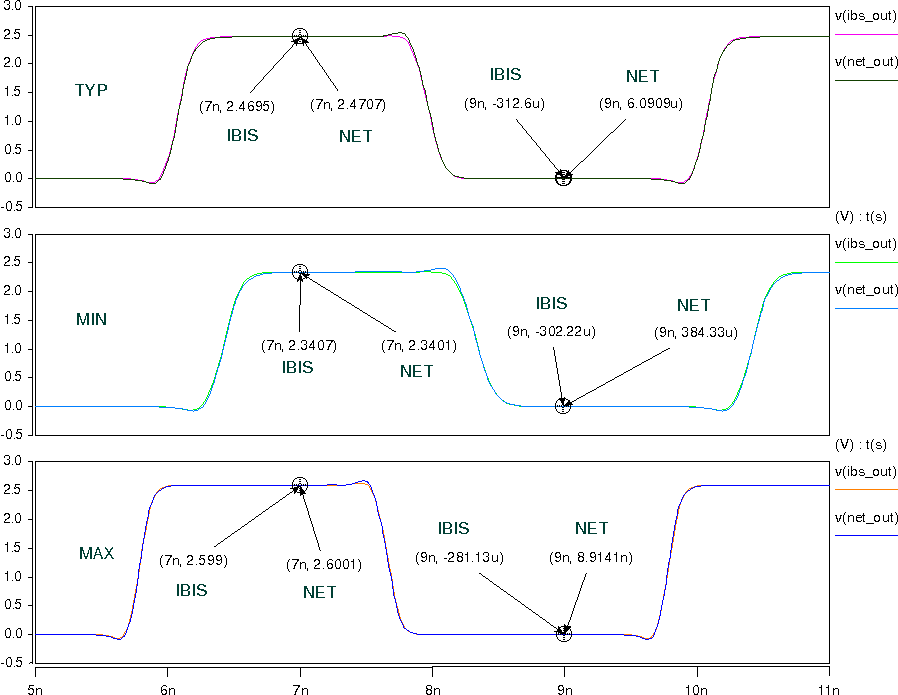 3.0
v(ibs_out)
2.5
IBIS
NET
v(net_out)
2.0
TYP
(7n, 2.4695)
(7n, 2.4707)
(9n, -312.6u)
(9n, 6.0909u)
1.5
IBIS
NET
1.0
0.5
0.0
-0.5
(V) : t(s)
3.0
v(ibs_out)
2.5
v(net_out)
2.0
IBIS
NET
MIN
(9n, -302.22u)
(9n, 384.33u)
1.5
(7n, 2.3407)
(7n, 2.3401)
1.0
IBIS
NET
0.5
0.0
-0.5
(V) : t(s)
3.0
v(ibs_out)
2.5
v(net_out)
2.0
IBIS
NET
MAX
(7n, 2.599)
(7n, 2.6001)
(9n, -281.13u)
(9n, 8.9141n)
1.5
IBIS
NET
1.0
0.5
0.0
-0.5
5n
6n
7n
8n
9n
10n
11n